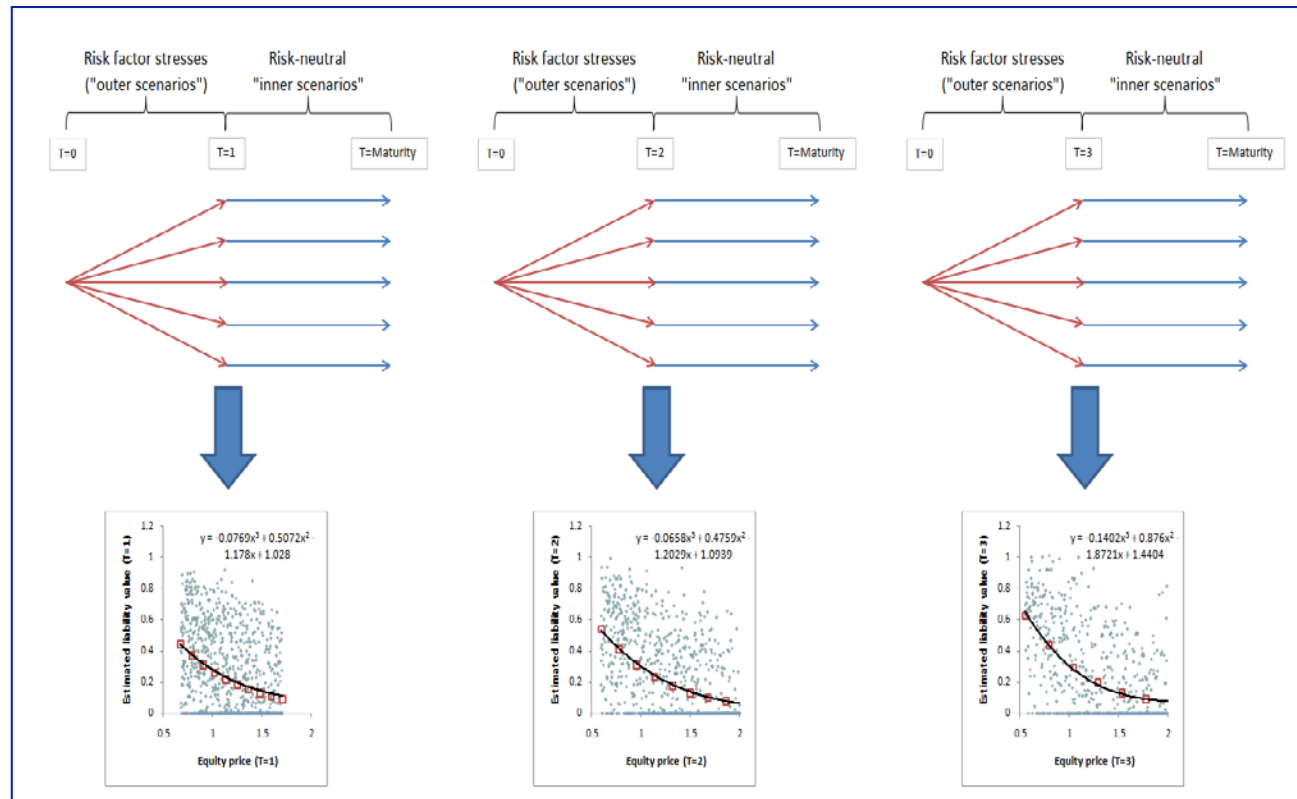 Risk factor stresses
("outer scenarios")
Risk-neutral
"inner scenarios"
T=0
T=1
T=Maturity
Risk factor stresses
("outer scenarios")
Risk-neutral
"inner scenarios"
T=0
T=2
T=Maturity
Risk factor stresses
("outer scenarios")
Risk-neutral
"inner scenarios"
T=0
T=3
T=Maturity
y = -0.0769x³ + 0.5072x² -
1.178x + 1.028
Estimated liability value (T=1)
1.2
1
0.8
0.6
0.4
0.2
0
0.5
1
1.5
2
Equity price (T=1)
y = -0.0658x³ + 0.4759x² -
1.2029x + 1.0939
Estimated liability value (T=2)
1.2
1
0.8
0.6
0.4
0.2
0
0.5
1
1.5
2
Equity price (T=2)
y = -0.1402x³ + 0.876x² -
1.8721x + 1.4404
Estimated liability value (T=3)
1.2
1
0.8
0.6
0.4
0.2
0
0.5
1
1.5
2
Equity price (T=3)